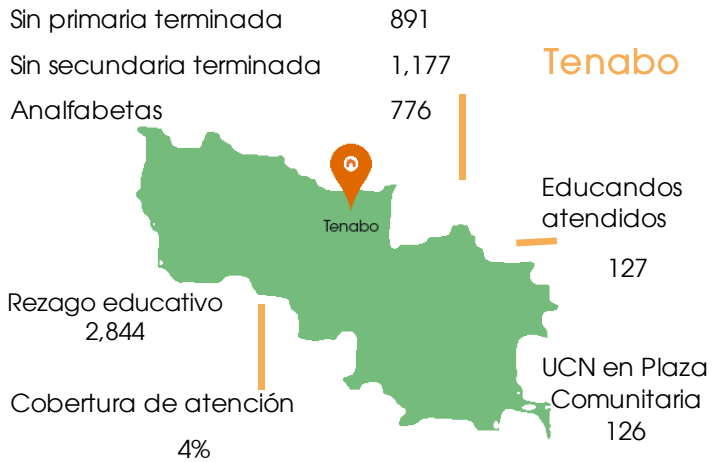 Sin primaria terminada 891
Sin secundaria terminada 1,177
Analfabetas 776
Tenabo
Tenabo
Educandos
atendidos
127
Rezago educativo
2,844
Cobertura de atención
4%
UCN en Plaza
Comunitaria
126